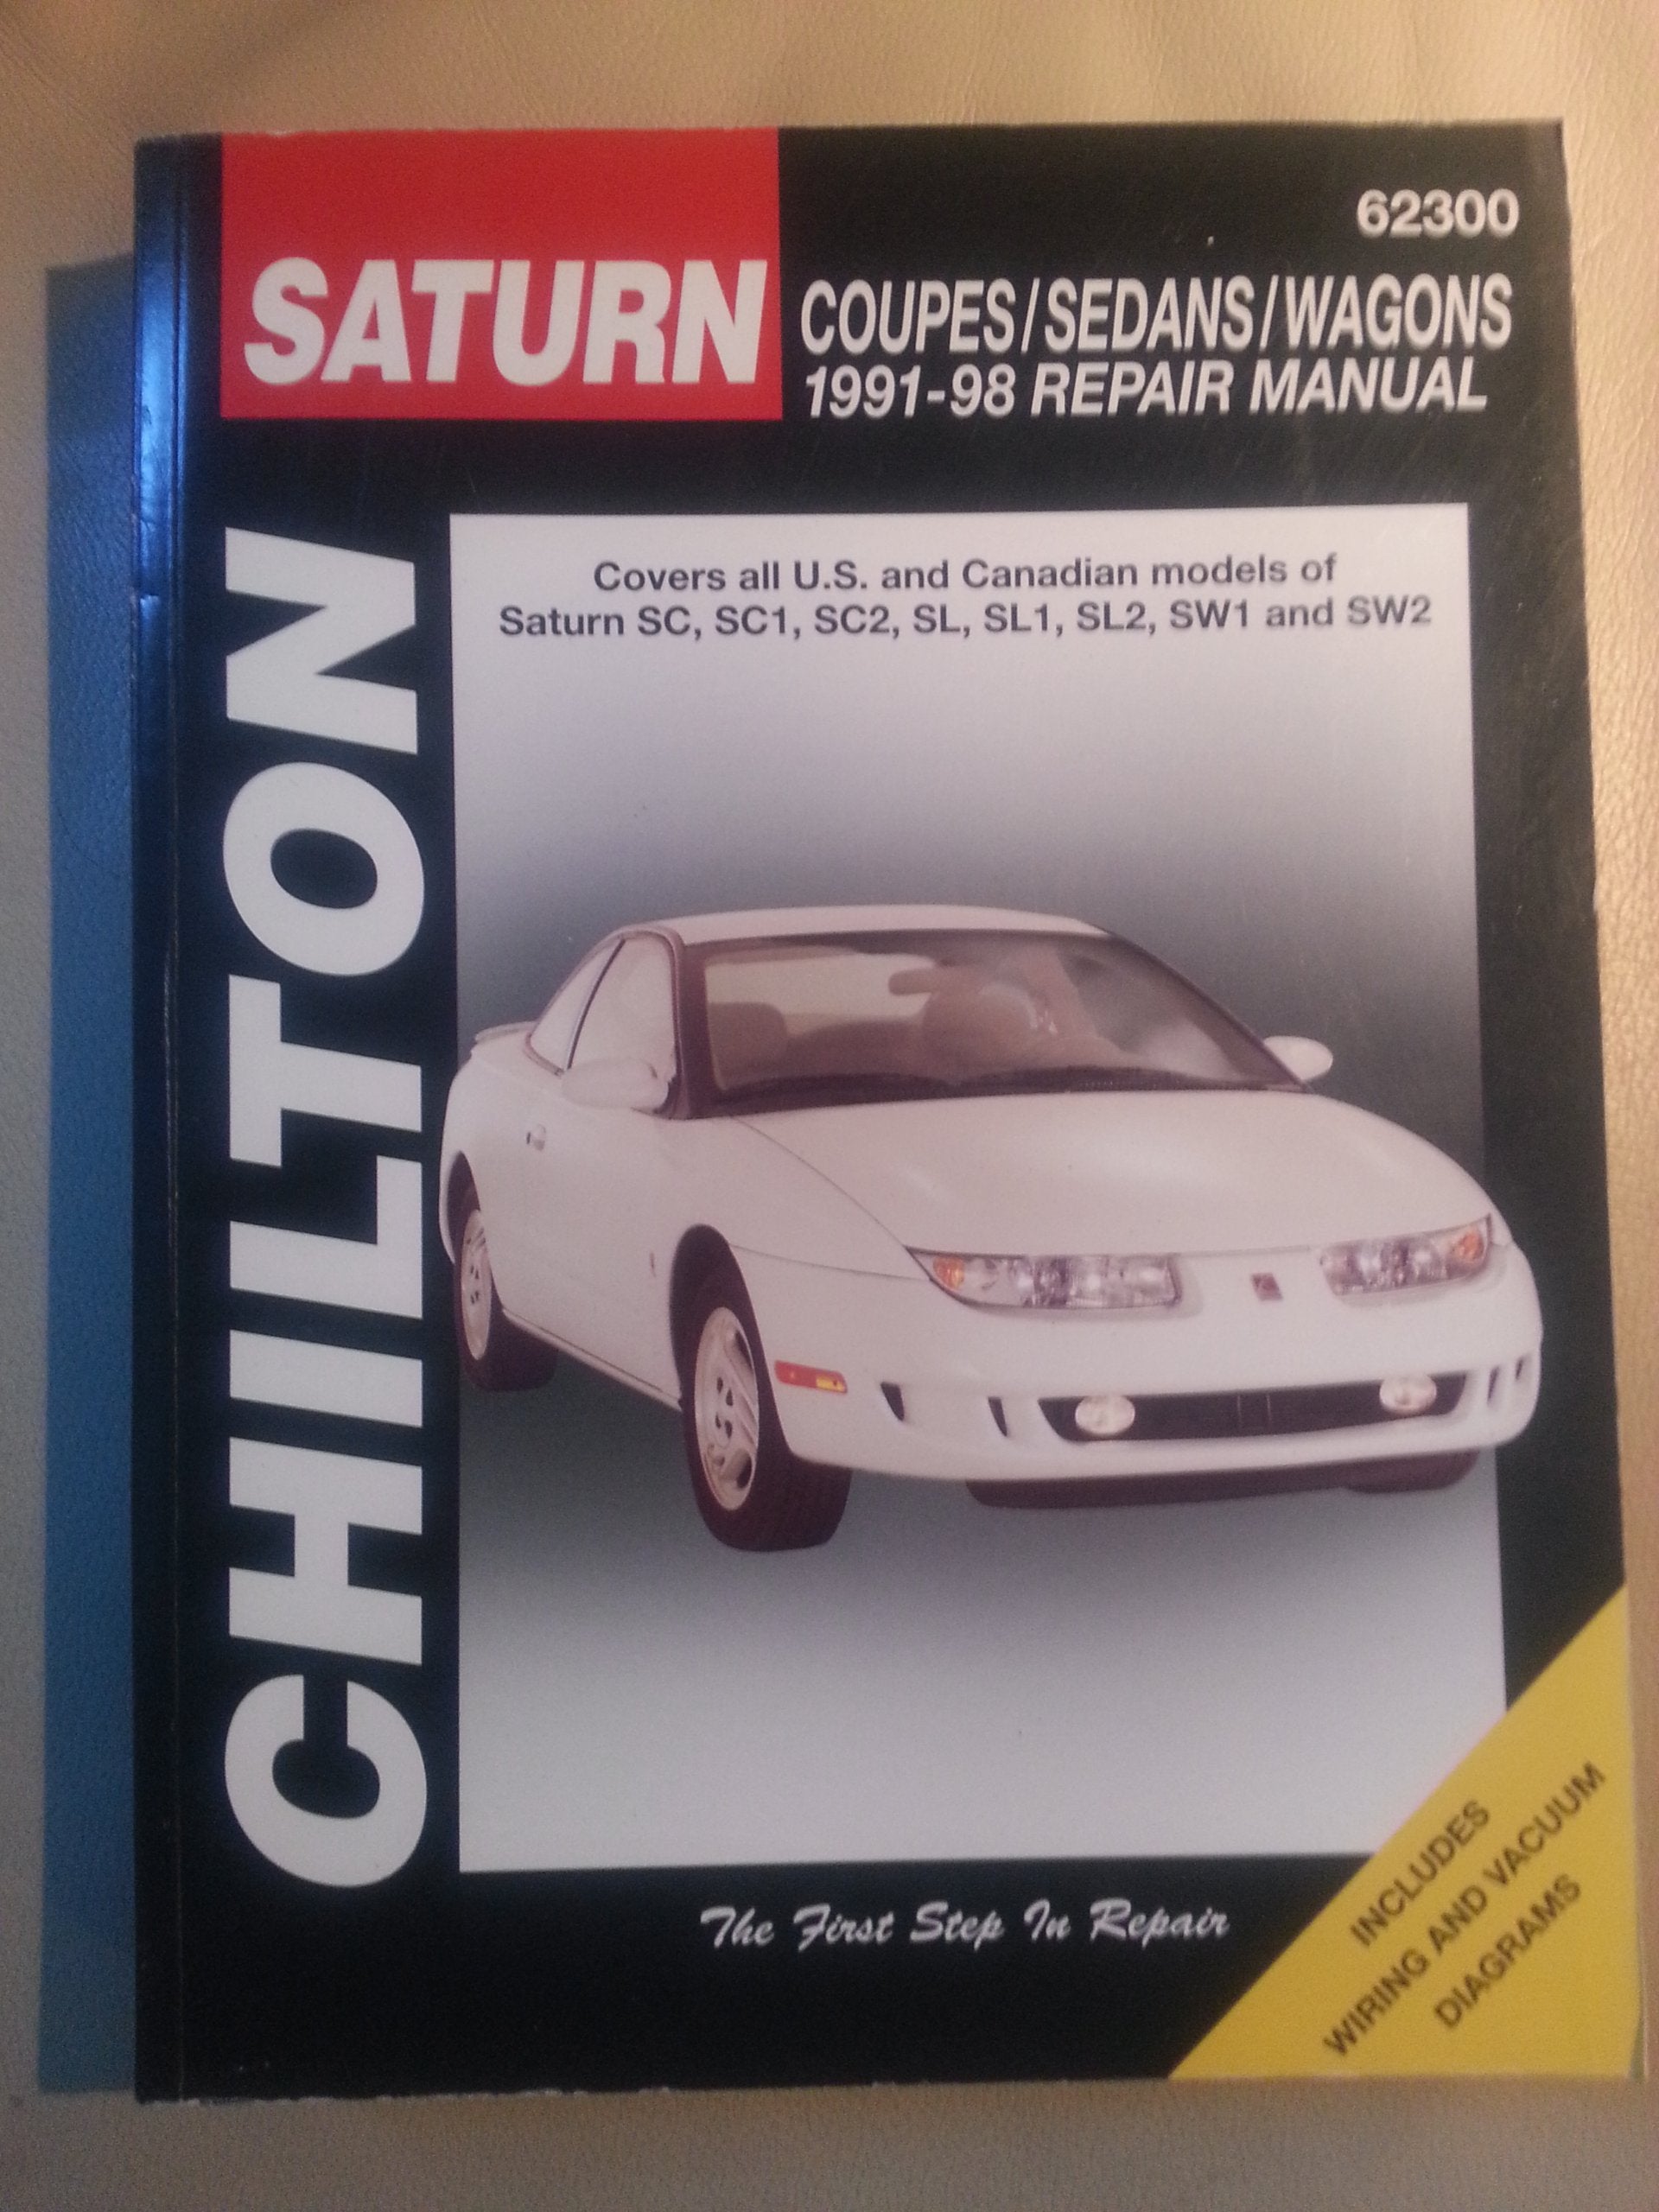 62300
SATURN
COUPES/SEDANS/WAGONS
1991-98 REPAIR MANUAL
CHILTON
Covers all U.S. and Canadian models of
Saturn SC, SC1, SC2, SL, SL1, SL2, SW1 and SW2
The First Step In Repair
INCLUDES
WIRING AND VACUUM
DIAGRAMS